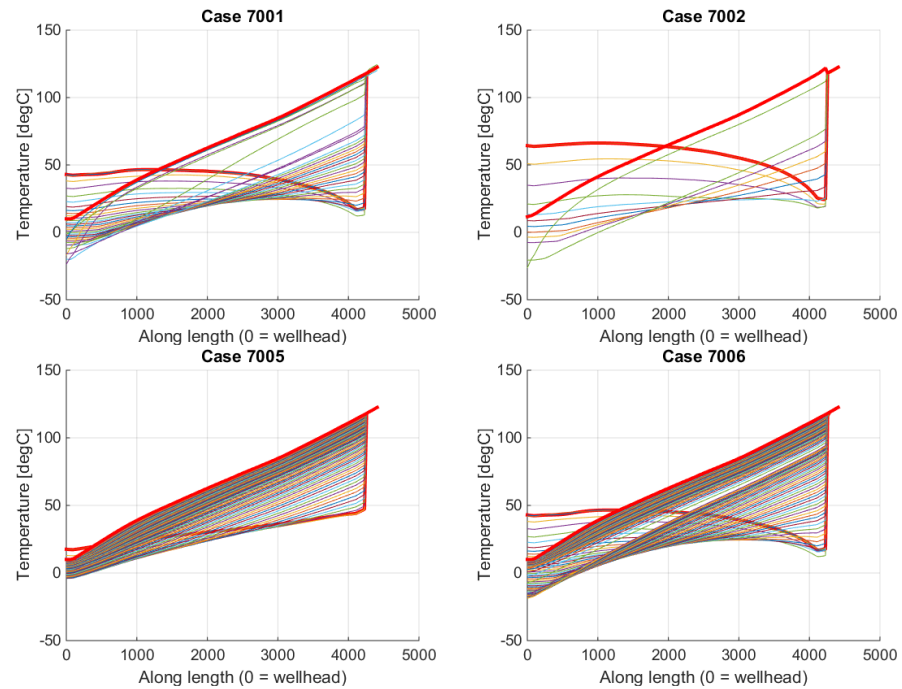 Case 7001
150
100
50
0
-50
Temperature [degC]
0 1000 2000 3000 4000 5000
Along length (0 = wellhead)
Case 7002
150
100
50
0
-50
Temperature [degC]
0 1000 2000 3000 4000 5000
Along length (0 = wellhead)
Case 7005
150
100
50
0
-50
Temperature [degC]
0 1000 2000 3000 4000 5000
Along length (0 = wellhead)
Case 7006
150
100
50
0
-50
Temperature [degC]
0 1000 2000 3000 4000 5000
Along length (0 = wellhead)